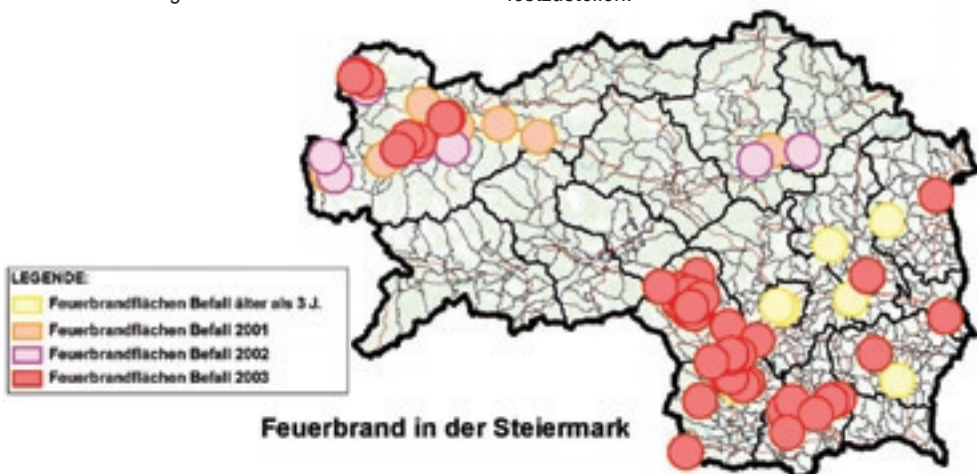 festzustellen.
LEGENDE:
Feuerbrandflächen Befall älter als 3 J.
Feuerbrandflächen Befall 2001
Feuerbrandflächen Befall 2002
Feuerbrandflächen Befall 2003
Feuerbrand in der Steiermark